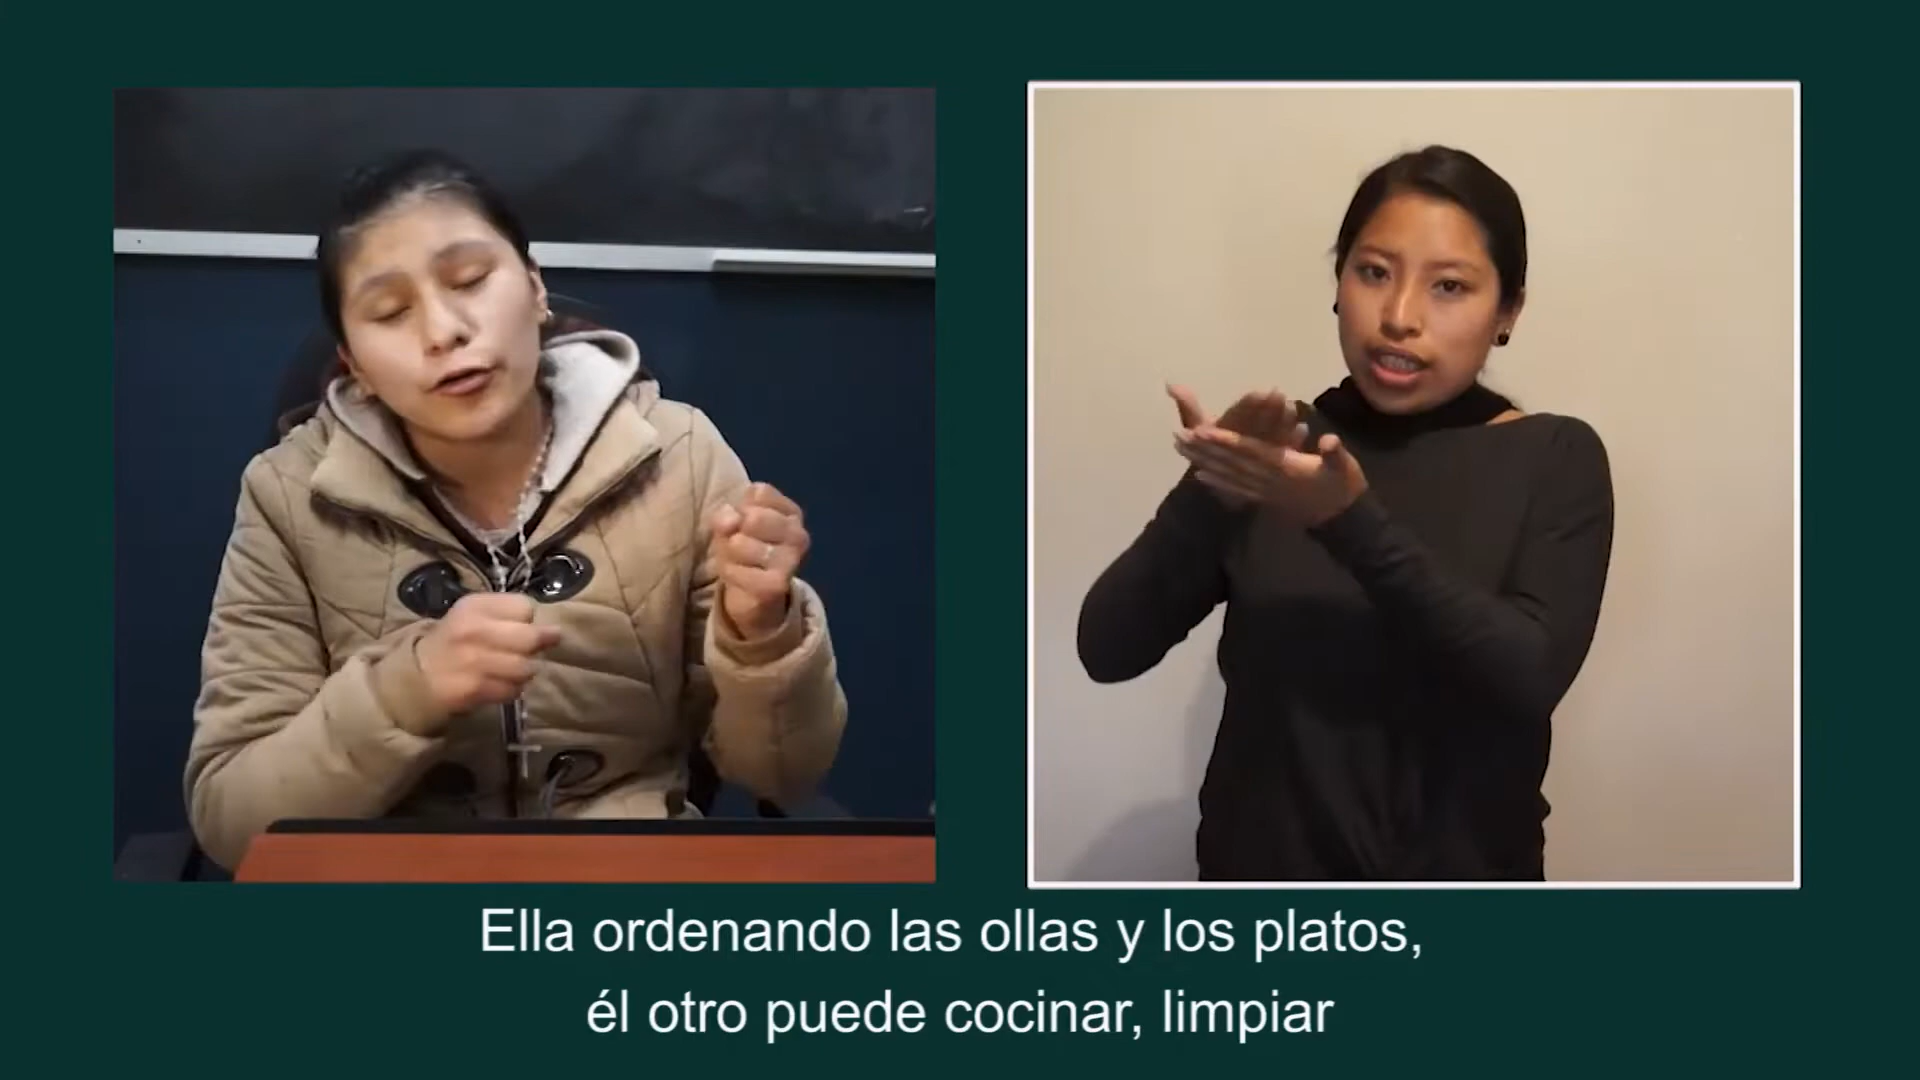 Ella ordenando las ollas y los platos,
él otro puede cocinar, limpiar